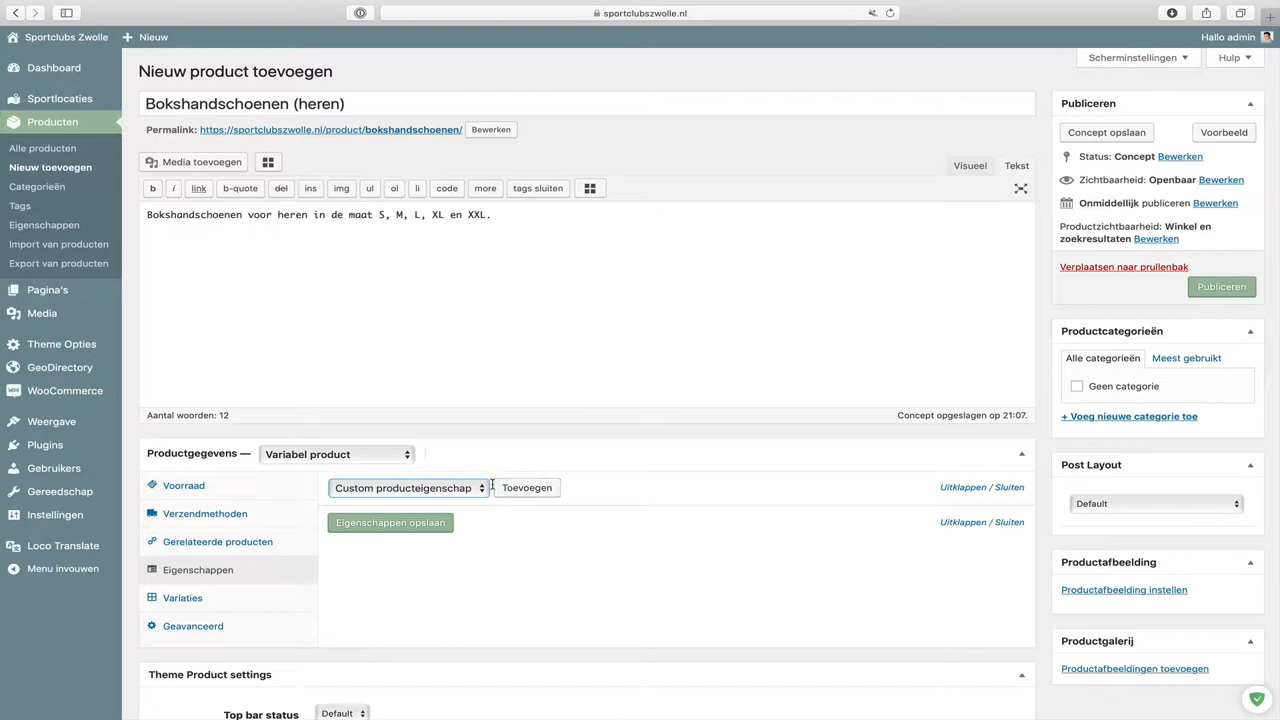 sportclubszwolle.nl
Sportclubs Zwolle
Nieuw
Hallo admin
Dashboard
Sportlocaties
Producten
Alle producten
Nieuw toevoegen
Categorieën
Tags
Eigenschappen
Import van producten
Export van producten
Pagina's
Media
Theme Opties
GeoDirectory
WooCommerce
Weergave
Plugins
Gebruikers
Gereedschap
Instellingen
Loco Translate
Menu invouwen
Scherminstellingen
Hulp
Nieuw product toevoegen
Bokshandschoenen (heren)
Permalink: https://sportclubszwolle.nl/product/bokshandschoenen/ Bewerken
Media toevoegen
Visueel Tekst
b i link b-quote del ins img ul ol li code more tags sluiten
Bokshandschoenen voor heren in de maat S, M, L, XL en XXL.
Aantal woorden: 12
Concept opgeslagen op 21:07.
Productgegevens — Variabel product
Voorraad
Verzendmethoden
Gerelateerde producten
Eigenschappen
Variaties
Geavanceerd
Custom producteigenschap Toevoegen Uitklappen / Sluiten
Eigenschappen opslaan Uitklappen / Sluiten
Theme Product settings
Top bar status Default
Publiceren
Concept opslaan Voorbeeld
Status: Concept Bewerken
Zichtbaarheid: Openbaar Bewerken
Onmiddelijk publiceren Bewerken
Productzichtbaarheid: Winkel en
zoekresultaten Bewerken
Verplaatsen naar prullenbak
Publiceren
Productcategorieën
Alle categorieën Meest gebruikt
Geen categorie
+ Voeg nieuwe categorie toe
Post Layout
Default
Productafbeelding
Productafbeelding instellen
Productgalerij
Productafbeeldingen toevoegen